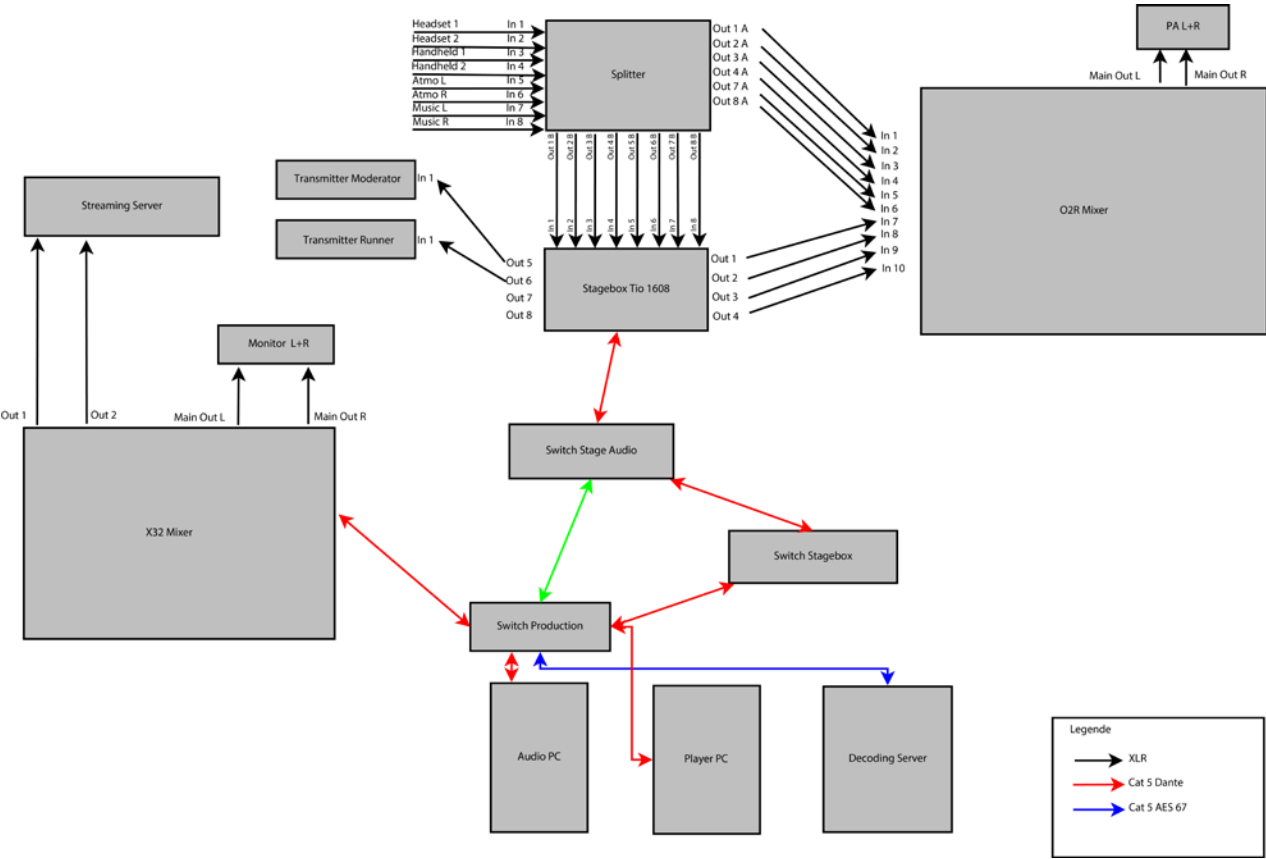 Headset 1 In 1
Headset 2 In 2
Handheld 1 In 3
Handheld 2 In 4
Atmo L In 5
Atmo R In 6
Music L In 7
Music R In 8
Splitter
Out 1 A
Out 2 A
Out 3 A
Out 4 A
Out 7 A
Out 8 A
PA L+R
Main Out L
Main Out R
In 1
In 2
In 3
In 4
In 5
In 6
In 7
In 8
In 9
In 10
O2R Mixer
Out 1 B
Out 2 B
Out 3 B
Out 4 B
Out 5 B
Out 6 B
Out 7 B
Out 8 B
In 1
In 2
In 3
In 4
In 5
In 6
In 7
In 8
Transmitter Moderator
In 1
Transmitter Runner
In 1
Streaming Server
Out 5
Out 6
Out 7
Out 8
Stagebox Tio 1608
Out 1
Out 2
Out 3
Out 4
Monitor L+R
Out 1
Out 2
Main Out L
Main Out R
X32 Mixer
Switch Stage Audio
Switch Stagebox
Switch Production
Audio PC
Player PC
Decoding Server
Legende
XLR
Cat 5 Dante
Cat 5 AES 67